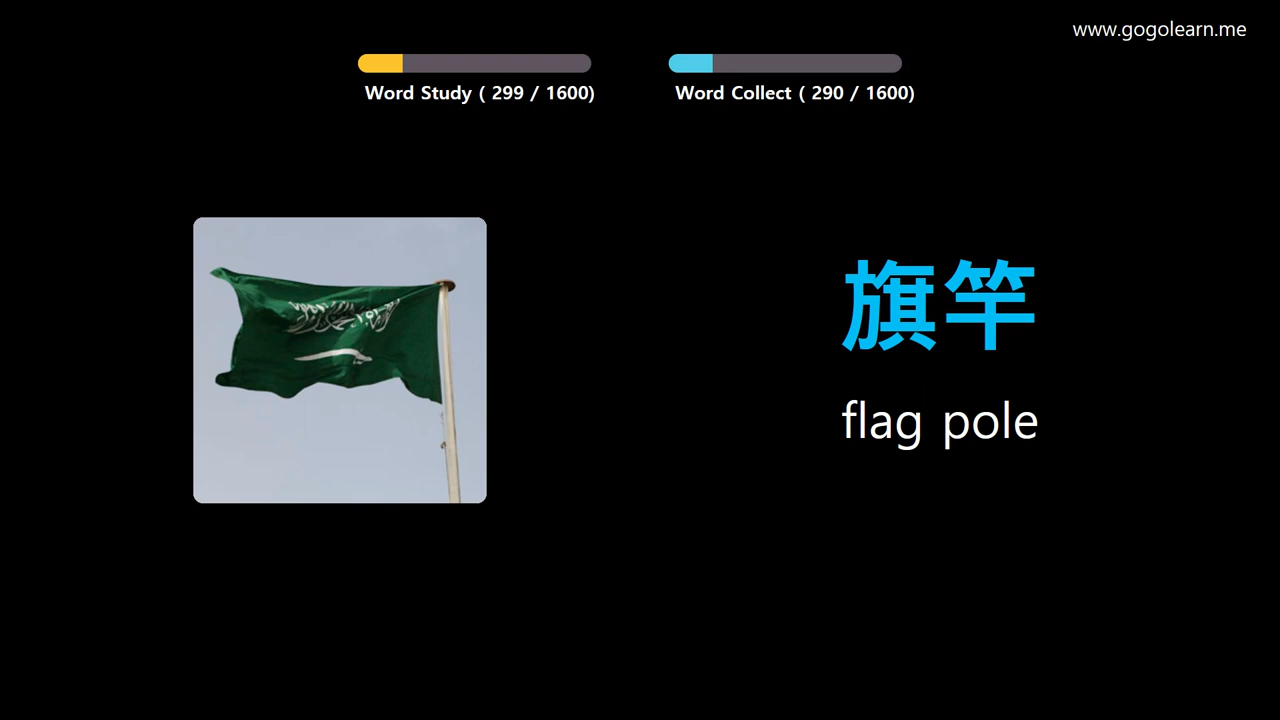 www.gogolearn.me
Word Study ( 299 / 1600)
Word Collect ( 290 / 1600)
旗竿
flag pole